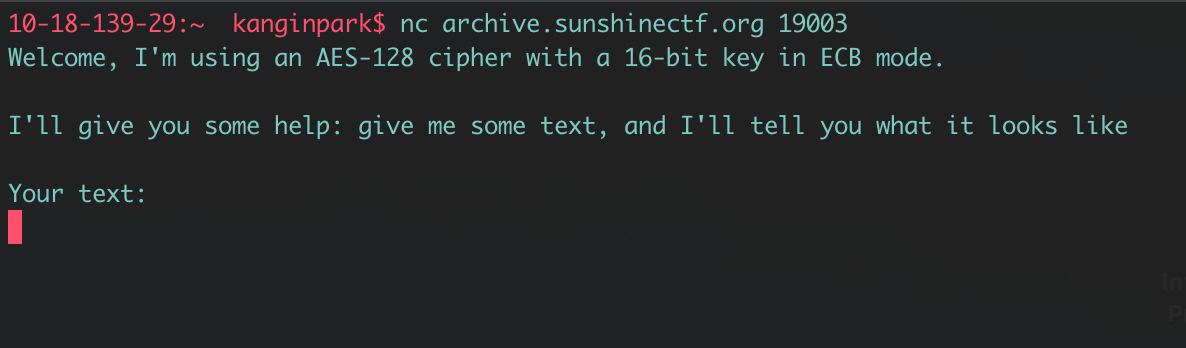 10-18-139-29:~ kanginpark$ nc archive.sunshinectf.org 19003
Welcome, I'm using an AES-128 cipher with a 16-bit key in ECB mode.
I'll give you some help: give me some text, and I'll tell you what it looks like
Your text: